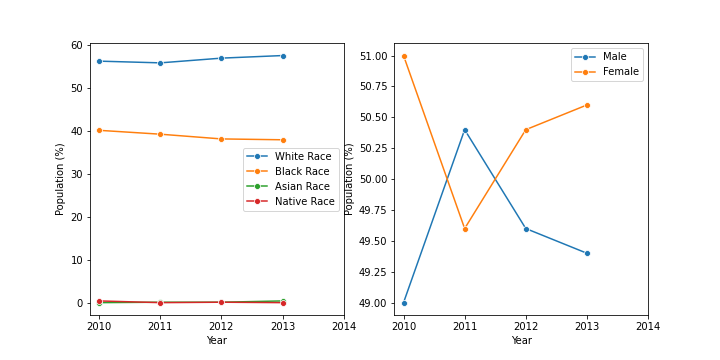 60
50
40
30
20
10
0
Population (%)
2010 2011 2012 2013 2014
Year
White Race
Black Race
Asian Race
Native Race
51.00
50.75
50.50
50.25
50.00
49.75
49.50
49.25
49.00
Population (%)
2010 2011 2012 2013 2014
Year
Male
Female